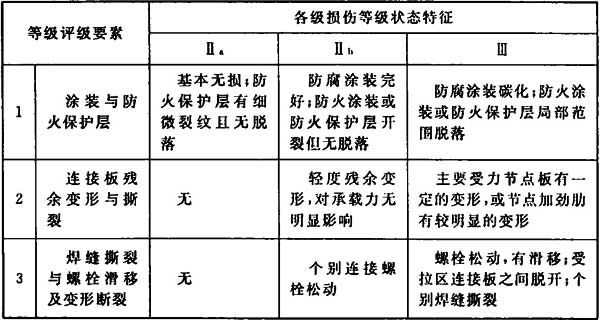 等级评级要素
各级损伤等级状态特征
Ⅱa
Ⅱb
Ⅲ
1
涂装与防
火保护层
基本无损;防
火保护层有细
微裂纹且无脱
落
防腐涂装完
好;防火涂装或
防火保护层开
裂但无脱落
防腐涂装碳化;防火涂
装或防火保护层局部范
围脱落
2
连接板残
余变形与撕
裂
无
轻度残余变
形,对承载力无
明显影响
主要受力节点板有一
定的变形,或节点加劲肋
有较明显的变形
3
焊缝撕裂
与螺栓滑移
及变形断裂
无
个别连接螺
栓松动
螺栓松动,有滑移;受
拉区连接板之间脱开;个
别焊缝撕裂